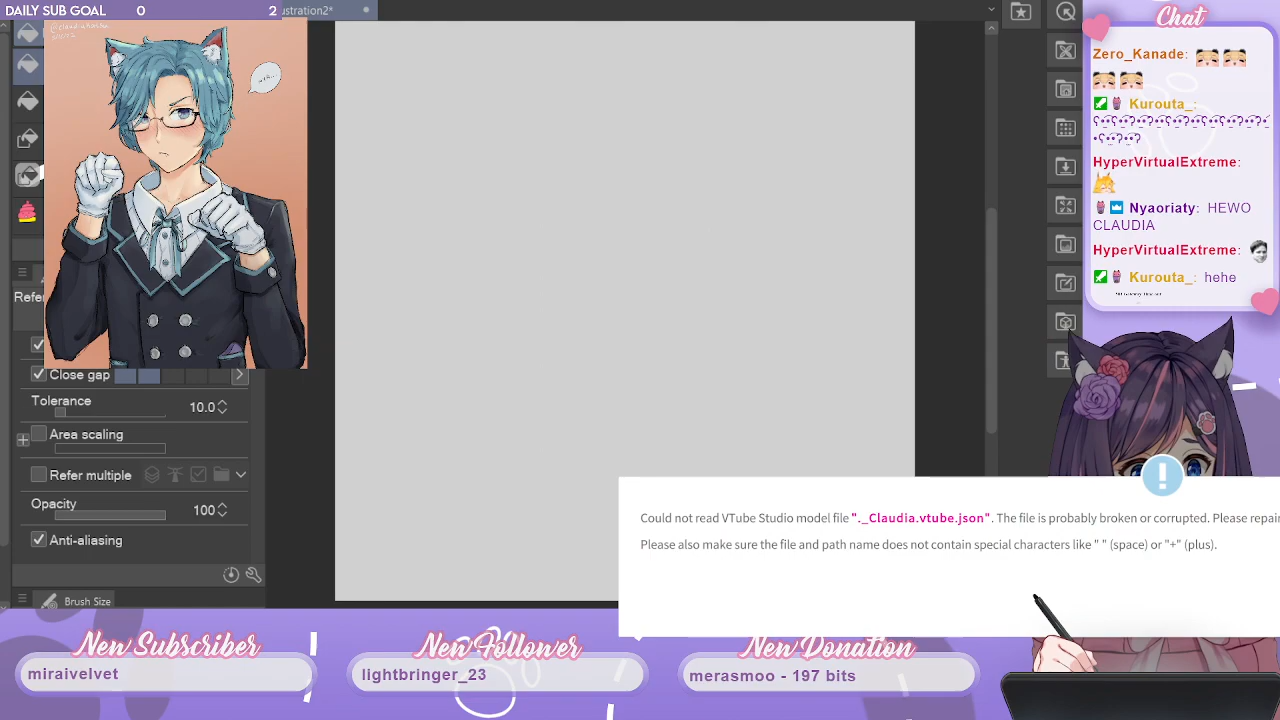 DAILY SUB GOAL 0 2
ustration2*
Chat
Zero_Kanade:
Kurouta_:
HyperVirtualExtreme:
Nyaoriaty: HEWO
CLAUDIA
HyperVirtualExtreme:
Kurouta_: hehe
Refer
Close gap
Tolerance 10.0
Area scaling
Refer multiple
Opacity 100
Anti-aliasing
Brush Size
Could not read VTube Studio model file "._Claudia.vtube.json". The file is probably broken or corrupted. Please repair
Please also make sure the file and path name does not contain special characters like " " (space) or "+" (plus).
New Subscriber
miraivelvet
New Follower
lightbringer_23
New Donation
merasmoo - 197 bits